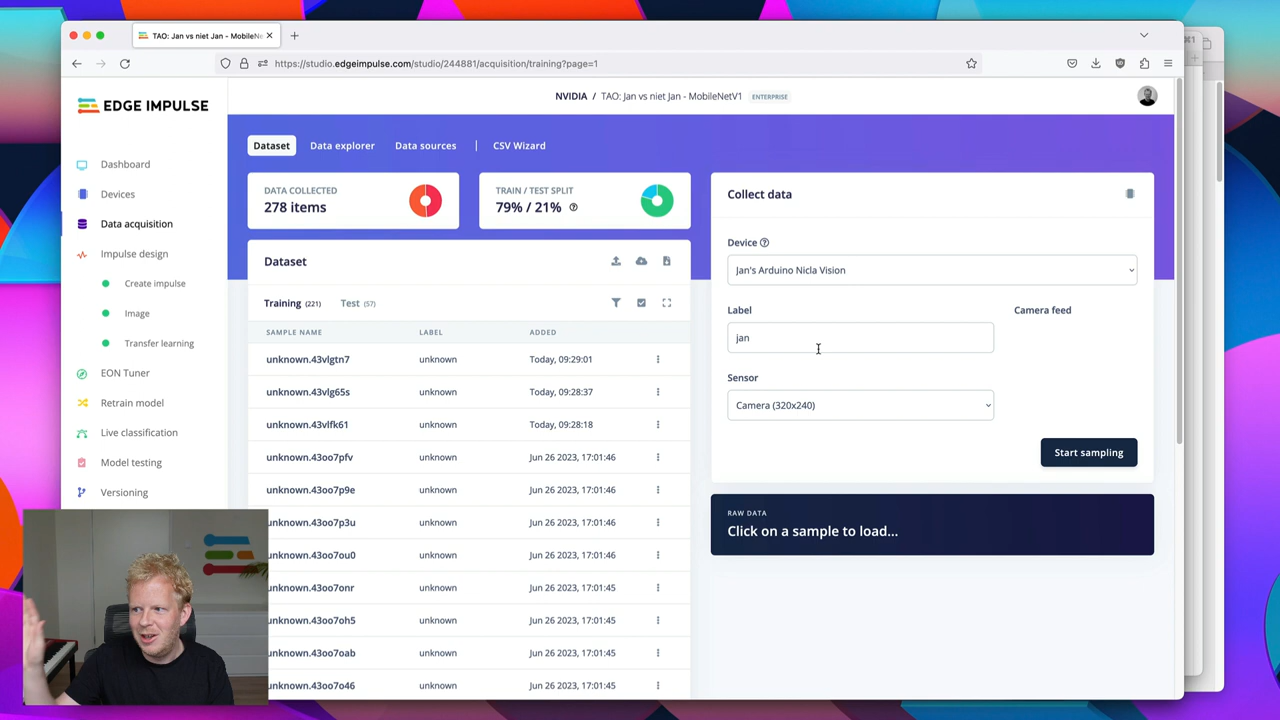 TAO: Jan vs niet Jan - MobileNe
https://studio.edgeimpulse.com/studio/244881/acquisition/training?page=1
EDGE IMPULSE
NVIDIA / TAO: Jan vs niet Jan - MobileNetV1 ENTERPRISE
Dashboard
Devices
Data acquisition
Impulse design
Create impulse
Image
Transfer learning
EON Tuner
Retrain model
Live classification
Model testing
Versioning
Dataset Data explorer Data sources | CSV Wizard
DATA COLLECTED
278 items
TRAIN / TEST SPLIT
79% / 21%
Dataset
Training (221) Test (57)
SAMPLE NAME LABEL ADDED
unknown.43vlgtn7 unknown Today, 09:29:01
unknown.43vlg65s unknown Today, 09:28:37
unknown.43vlfk61 unknown Today, 09:28:18
unknown.43oo7pfv unknown Jun 26 2023, 17:01:46
unknown.43oo7p9e unknown Jun 26 2023, 17:01:46
unknown.43oo7p3u unknown Jun 26 2023, 17:01:46
unknown.43oo7ou0 unknown Jun 26 2023, 17:01:46
unknown.43oo7onr unknown Jun 26 2023, 17:01:45
unknown.43oo7oh5 unknown Jun 26 2023, 17:01:45
unknown.43oo7oab unknown Jun 26 2023, 17:01:45
unknown.43oo7o46 unknown Jun 26 2023, 17:01:45
Collect data
Device
Jan's Arduino Nicla Vision
Label
Camera feed
jan
Sensor
Camera (320x240)
Start sampling
RAW DATA
Click on a sample to load...